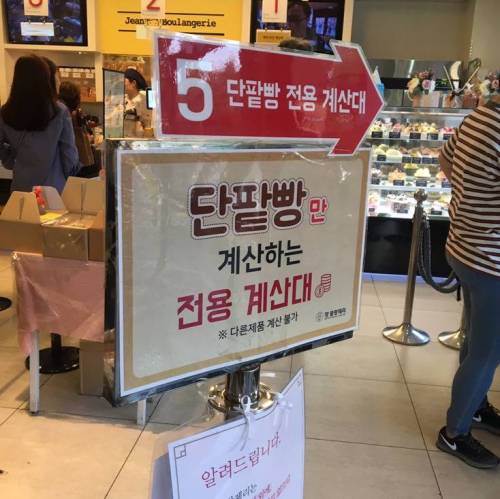 Jean Boulangerie
5 단팥빵 전용 계산대
단팥빵 만
계산하는
전용 계산대
※ 다른제품 계산 불가
알려드립니다.